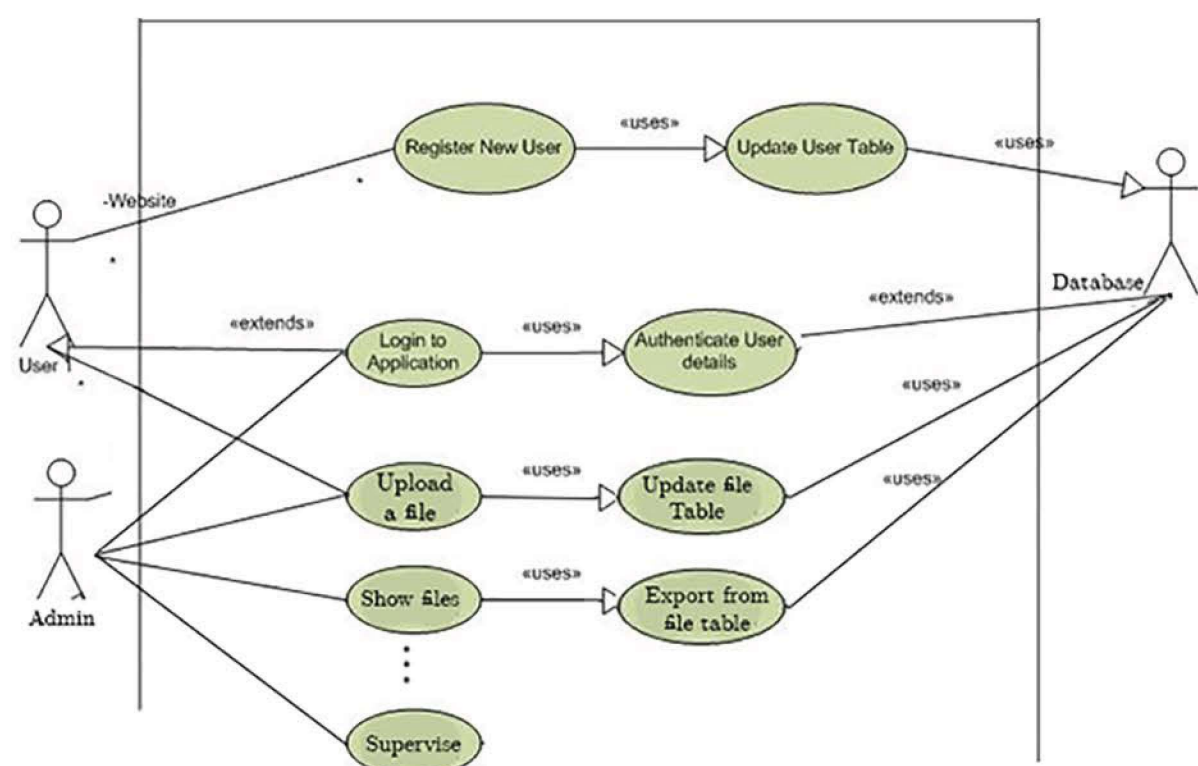 «uses»
Register New User
Update User Table
«uses»
-Website
Database
«extends»
«extends»
«uses»
Login to
Application
Authenticate User
details
User
«uses»
«uses»
Upload
a file
Update file
Table
«uses»
«uses»
Show files
Export from
file table
Admin
Supervise